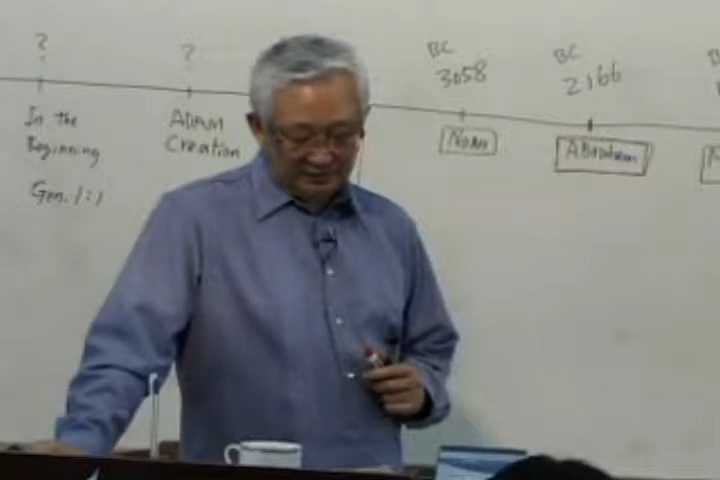 ?
In the
Beginning
Gen. 1:1
?
ADAM
Creation
BC
3058
Noah
BC
2166
Abraham